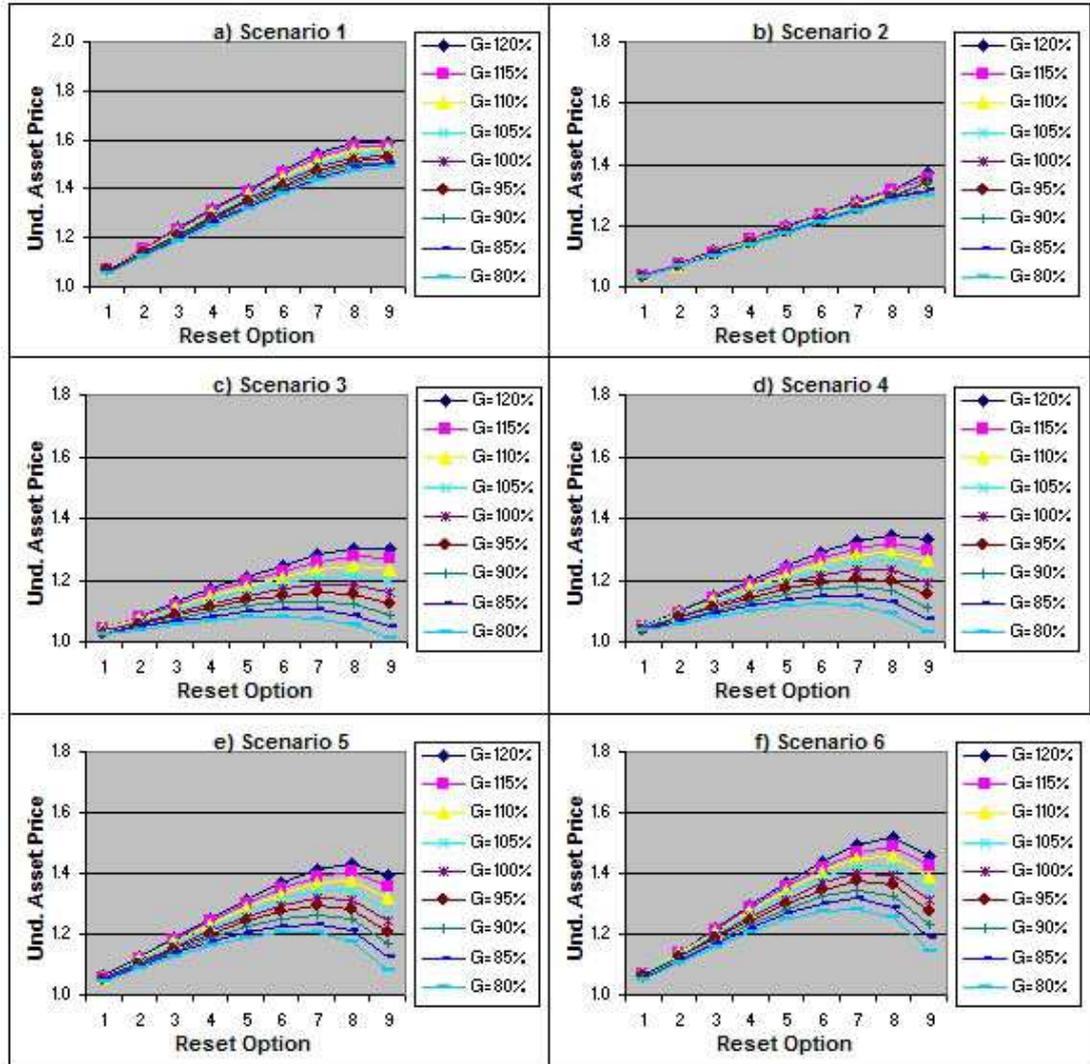 a) Scenario 1
Und. Asset Price
2.0
1.8
1.6
1.4
1.2
1.0
1 2 3 4 5 6 7 8 9
Reset Option
G=120%
G=115%
G=110%
G=105%
G=100%
G=95%
G=90%
G=85%
G=80%
b) Scenario 2
Und. Asset Price
1.8
1.6
1.4
1.2
1.0
1 2 3 4 5 6 7 8 9
Reset Option
G=120%
G=115%
G=110%
G=105%
G=100%
G=95%
G=90%
G=85%
G=80%
c) Scenario 3
Und. Asset Price
1.8
1.6
1.4
1.2
1.0
1 2 3 4 5 6 7 8 9
Reset Option
G=120%
G=115%
G=110%
G=105%
G=100%
G=95%
G=90%
G=85%
G=80%
d) Scenario 4
Und. Asset Price
1.8
1.6
1.4
1.2
1.0
1 2 3 4 5 6 7 8 9
Reset Option
G=120%
G=115%
G=110%
G=105%
G=100%
G=95%
G=90%
G=85%
G=80%
e) Scenario 5
Und. Asset Price
1.8
1.6
1.4
1.2
1.0
1 2 3 4 5 6 7 8 9
Reset Option
G=120%
G=115%
G=110%
G=105%
G=100%
G=95%
G=90%
G=85%
G=80%
f) Scenario 6
Und. Asset Price
1.8
1.6
1.4
1.2
1.0
1 2 3 4 5 6 7 8 9
Reset Option
G=120%
G=115%
G=110%
G=105%
G=100%
G=95%
G=90%
G=85%
G=80%